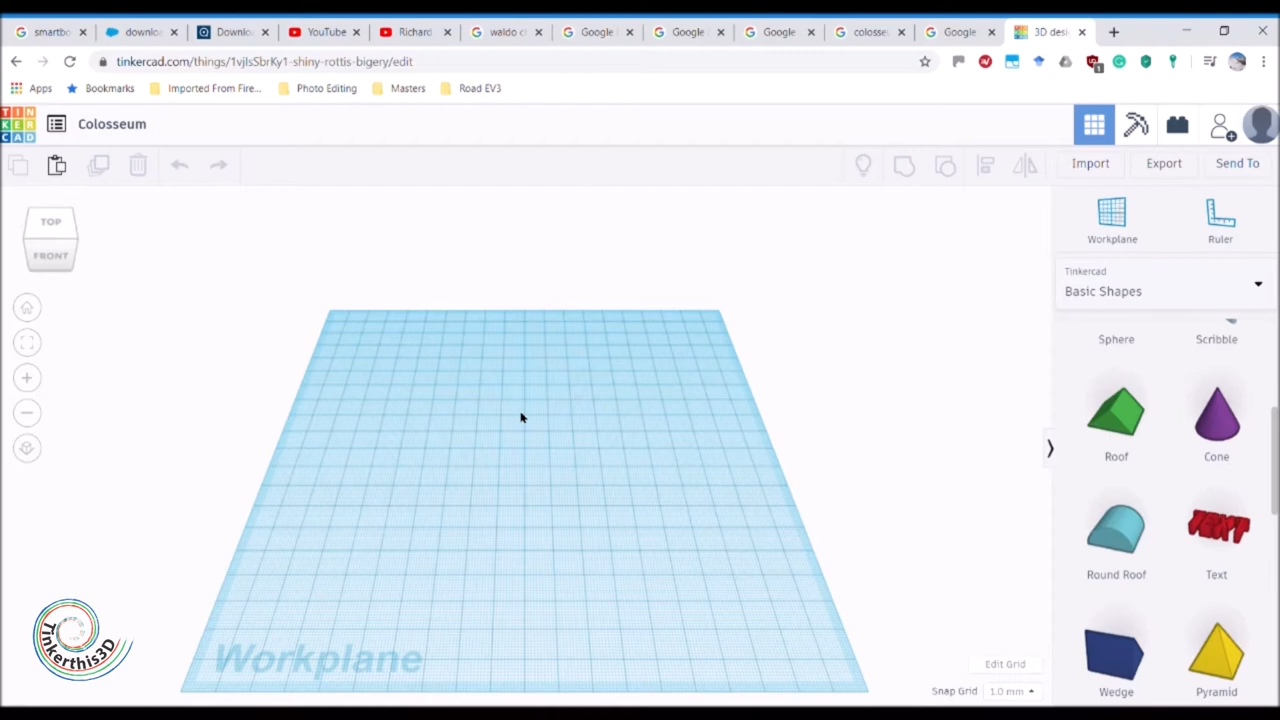 smartbo
downloa
Downlo
YouTube
Richard
waldo c
Google
Google
Google
colosse
Google
3D desi
tinkercad.com/things/1vjIsSbrKy1-shiny-rottis-bigery/edit
1
Apps
Bookmarks
Imported From Fire...
Photo Editing
Masters
Road EV3
TIN
KER
CAD
Colosseum
Import
Export
Send To
TOP
FRONT
Workplane
Ruler
Tinkercad
Basic Shapes
Sphere
Scribble
Roof
Cone
Round Roof
TEXT
Text
Wedge
Pyramid
Workplane
Edit Grid
Snap Grid 1.0 mm
Tinkerthis3D